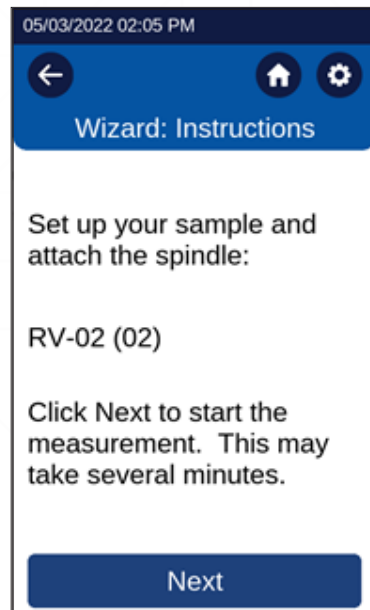 05/03/2022 02:05 PM
Wizard: Instructions
Set up your sample and
attach the spindle:
RV-02 (02)
Click Next to start the
measurement.  This may
take several minutes.
Next